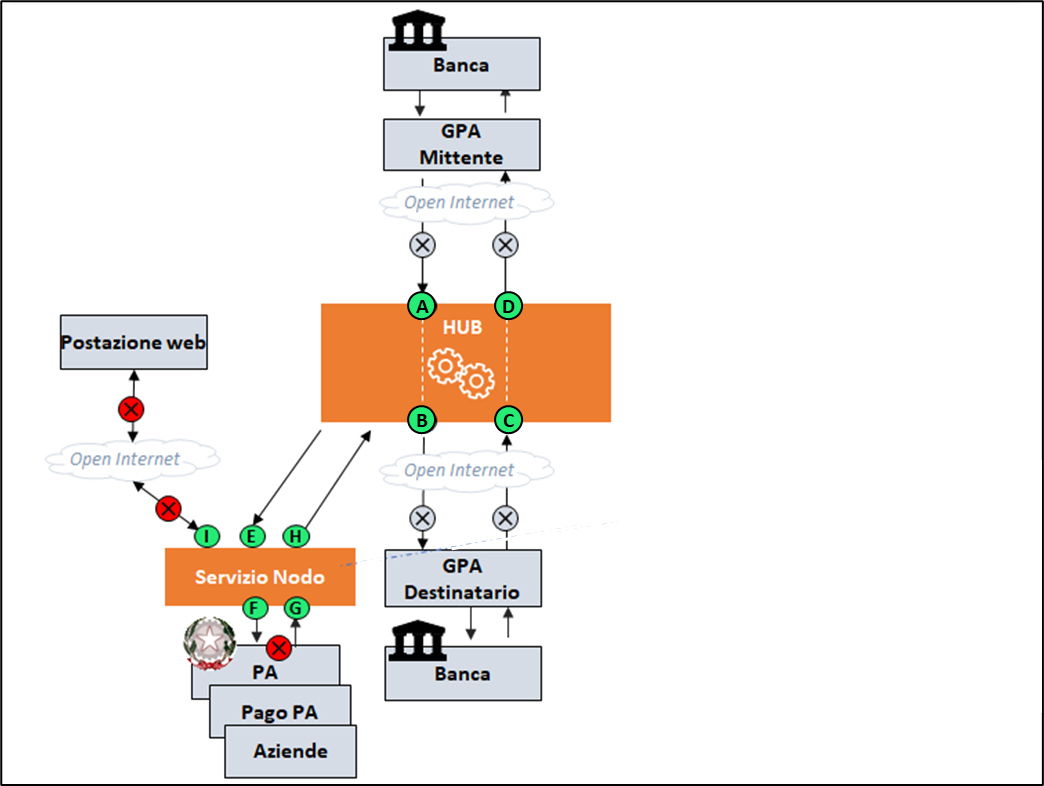 Banca
GPA
Mittente
Open Internet
A
D
HUB
Postazione web
B
C
Open Internet
Open Internet
I
E
H
Servizio Nodo
GPA
Destinatario
F
G
PA
Banca
Pago PA
Aziende